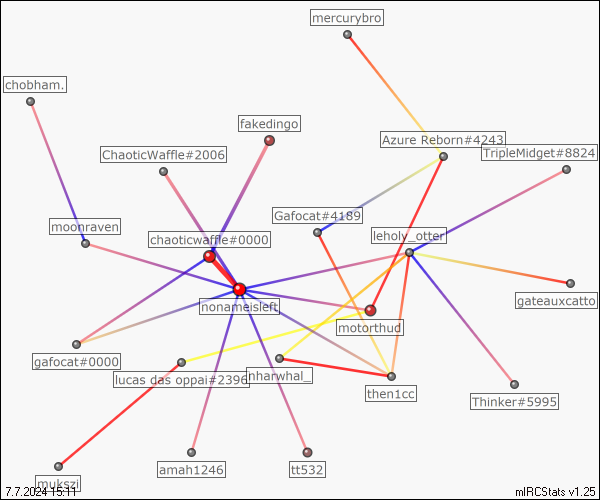 mercurybro
chobham.
fakedingo
Azure Reborn#4243
ChaoticWaffle#2006
TripleMidget#8824
Gafocat#4189
moonraven
chaoticwaffle#0000
leholy_otter
nonameisleft
gateauxcatto
motorthud
gafocat#0000
lucas das oppai#2396
nharwhal_
then1cc
Thinker#5995
amah1246
tt532
mukszi
7.7.2024 15:11
mIRCStats v1.25